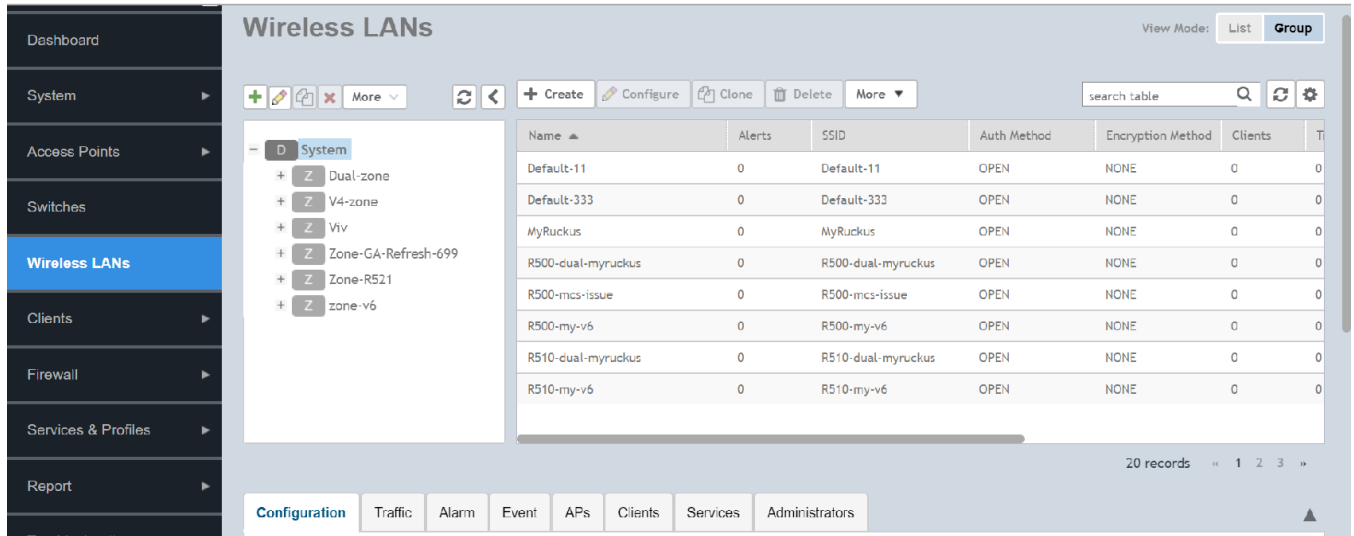 Wireless LANs
View Mode: List Group
Dashboard
System
Access Points
Switches
Wireless LANs
Clients
Firewall
Services & Profiles
Report
More
Create Configure Clone Delete More
search table
D System
Z Dual-zone
Z V4-zone
Z Viv
Z Zone-GA-Refresh-699
Z Zone-R521
Z zone-v6
Name Alerts SSID Auth Method Encryption Method Clients
Default-11 0 Default-11 OPEN NONE 0 0
Default-333 0 Default-333 OPEN NONE 0 0
MyRuckus 0 MyRuckus OPEN NONE 0 0
R500-dual-myruckus 0 R500-dual-myruckus OPEN NONE 0 0
R500-mcs-issue 0 R500-mcs-issue OPEN NONE 0 0
R500-my-v6 0 R500-my-v6 OPEN NONE 0 0
R510-dual-myruckus 0 R510-dual-myruckus OPEN NONE 0 0
R510-my-v6 0 R510-my-v6 OPEN NONE 0 0
20 records « 1 2 3 »
Configuration Traffic Alarm Event APs Clients Services Administrators